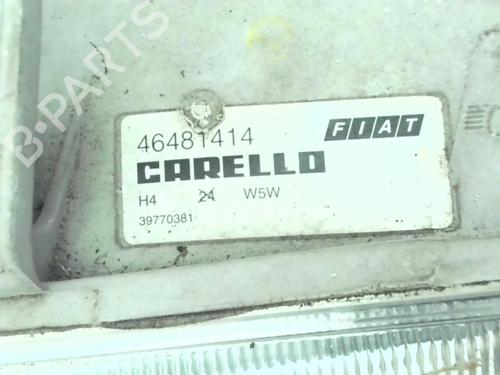 B-PARTS
46481414
FIAT
CARELLO
H4 24 W5W
39770381